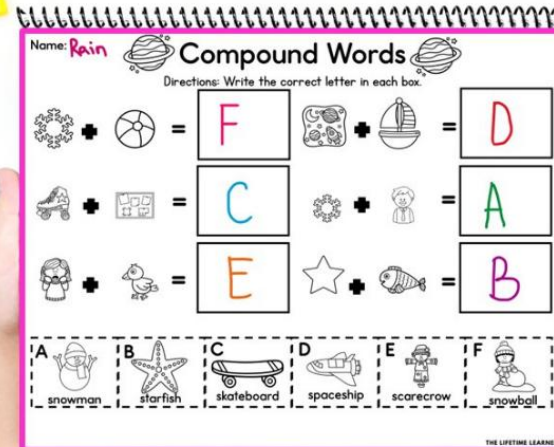 Name: Rain
Compound Words
Directions: Write the correct letter in each box.
= F
= D
= C
= A
= E
= B
A
B
C
D
E
F
snowman
starfish
skateboard
spaceship
scarecrow
snowball
THE LIFETIME LEARNE